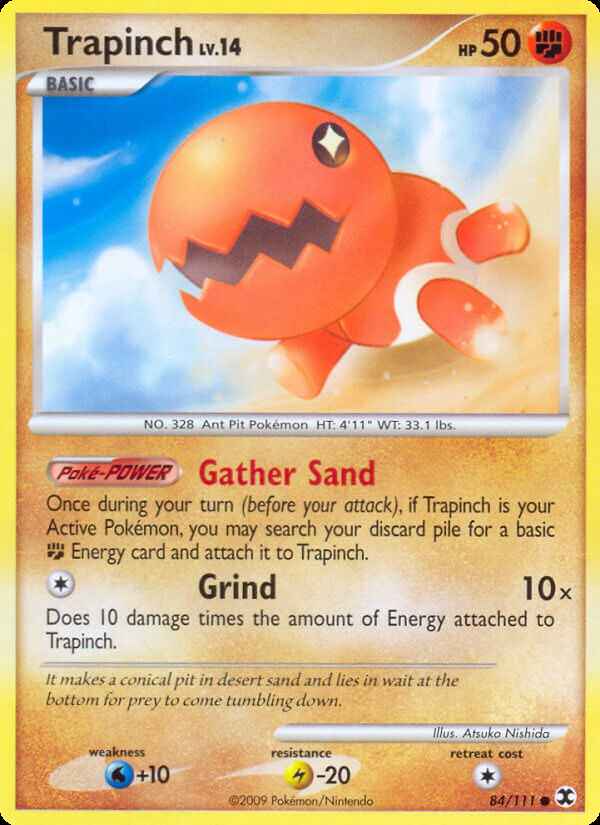 Trapinch LV.14 HP 50
BASIC
NO. 328 Ant Pit Pokémon HT: 4'11" WT: 33.1 lbs.
Poké-POWER Gather Sand
Once during your turn (before your attack), if Trapinch is your
Active Pokémon, you may search your discard pile for a basic
Energy card and attach it to Trapinch.
Grind 10x
Does 10 damage times the amount of Energy attached to
Trapinch.
It makes a conical pit in desert sand and lies in wait at the
bottom for prey to come tumbling down.
Illus. Atsuko Nishida
weakness resistance retreat cost
+10 -20
©2009 Pokémon/Nintendo 84/111